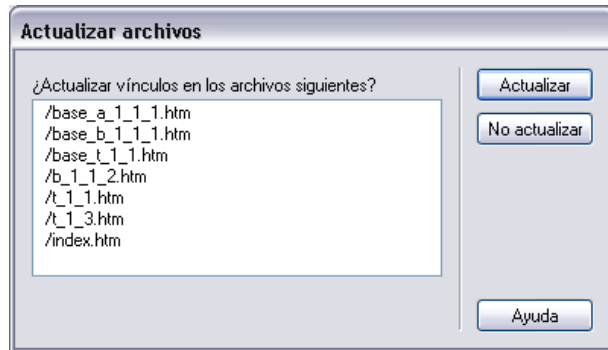 Actualizar archivos
¿Actualizar vínculos en los archivos siguientes?
/base_a_1_1_1.htm
/base_b_1_1_1.htm
/base_t_1_1.htm
/b_1_1_2.htm
/t_1_1.htm
/t_1_3.htm
/index.htm
Actualizar
No actualizar
Ayuda